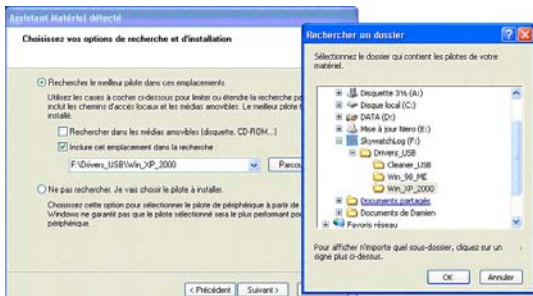 Assistant Matériel détecté
Choisissez vos options de recherche et d'installation
Rechercher le meilleur pilote dans ces emplacements.
Utilisez les cases à cocher ci-dessous pour limiter ou étendre la recherche pa
inclut les chemins d'accès locaux et les médias amovibles. Le meilleur pilote t
installé.
Rechercher dans les médias amovibles (disquette, CD-ROM...)
Inclure cet emplacement dans la recherche :
F:\Drivers_USB\Win_XP_2000
Parcou
Ne pas rechercher. Je vais choisir le pilote à installer.
Choisissez cette option pour sélectionner le pilote de périphérique à partir de
Windows ne garantit pas que le pilote sélectionné sera le plus performant po
périphérique.
< Précédent
Suivant >
Rechercher un dossier
Sélectionnez le dossier qui contient les pilotes de votre
matériel.
Disquette 3½ (A:)
Disque local (C:)
DATA (D:)
Mise à jour Nero (E:)
SkywatchLog (F:)
Drivers_USB
Cleaner_USB
Win_98_ME
Win_XP_2000
Documents partagés
Documents de Damien
Favoris réseau
Pour afficher n'importe quel sous-dossier, cliquez sur un
signe plus ci-dessus.
OK
Annuler